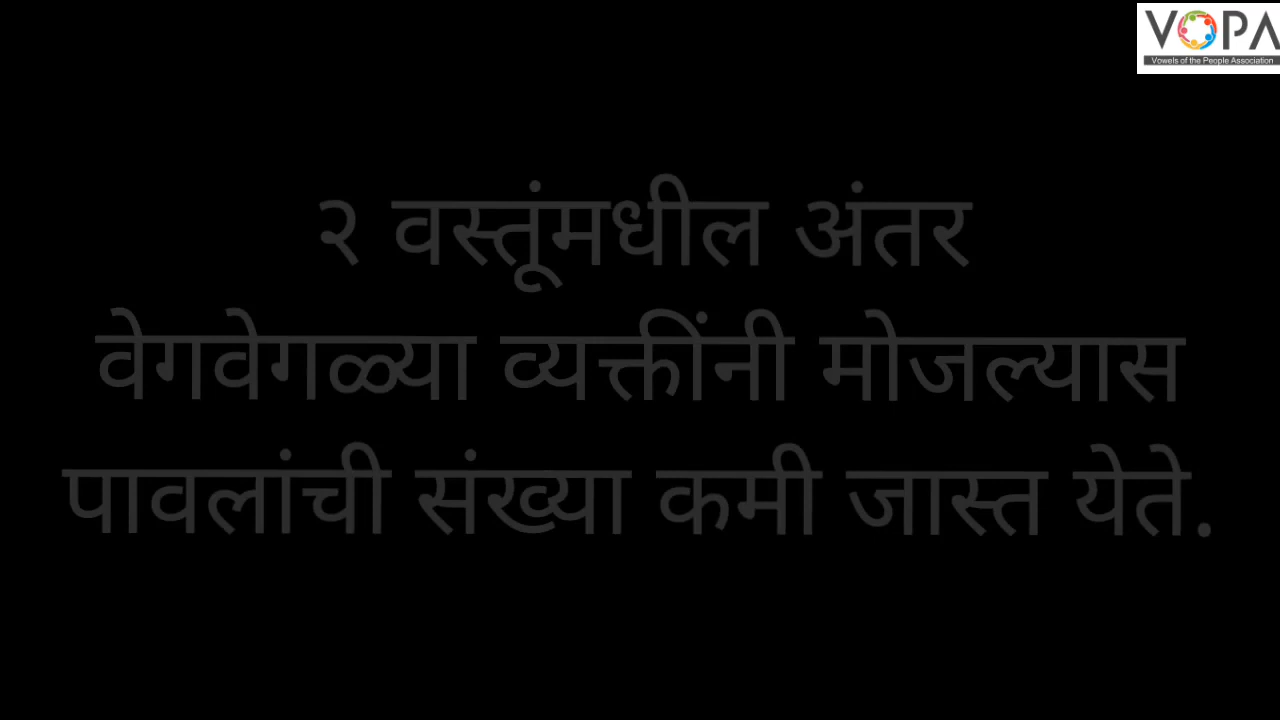 VOPA
Vowels of the People Association
२ वस्तूंमधील अंतर
वेगवेगळ्या व्यक्तींनी मोजल्यास
पावलांची संख्या कमी जास्त येते.